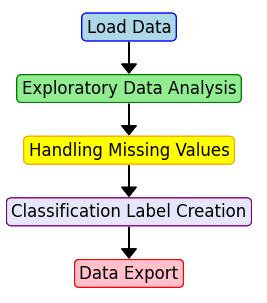 Load Data
Exploratory Data Analysis
Handling Missing Values
Classification Label Creation
Data Export